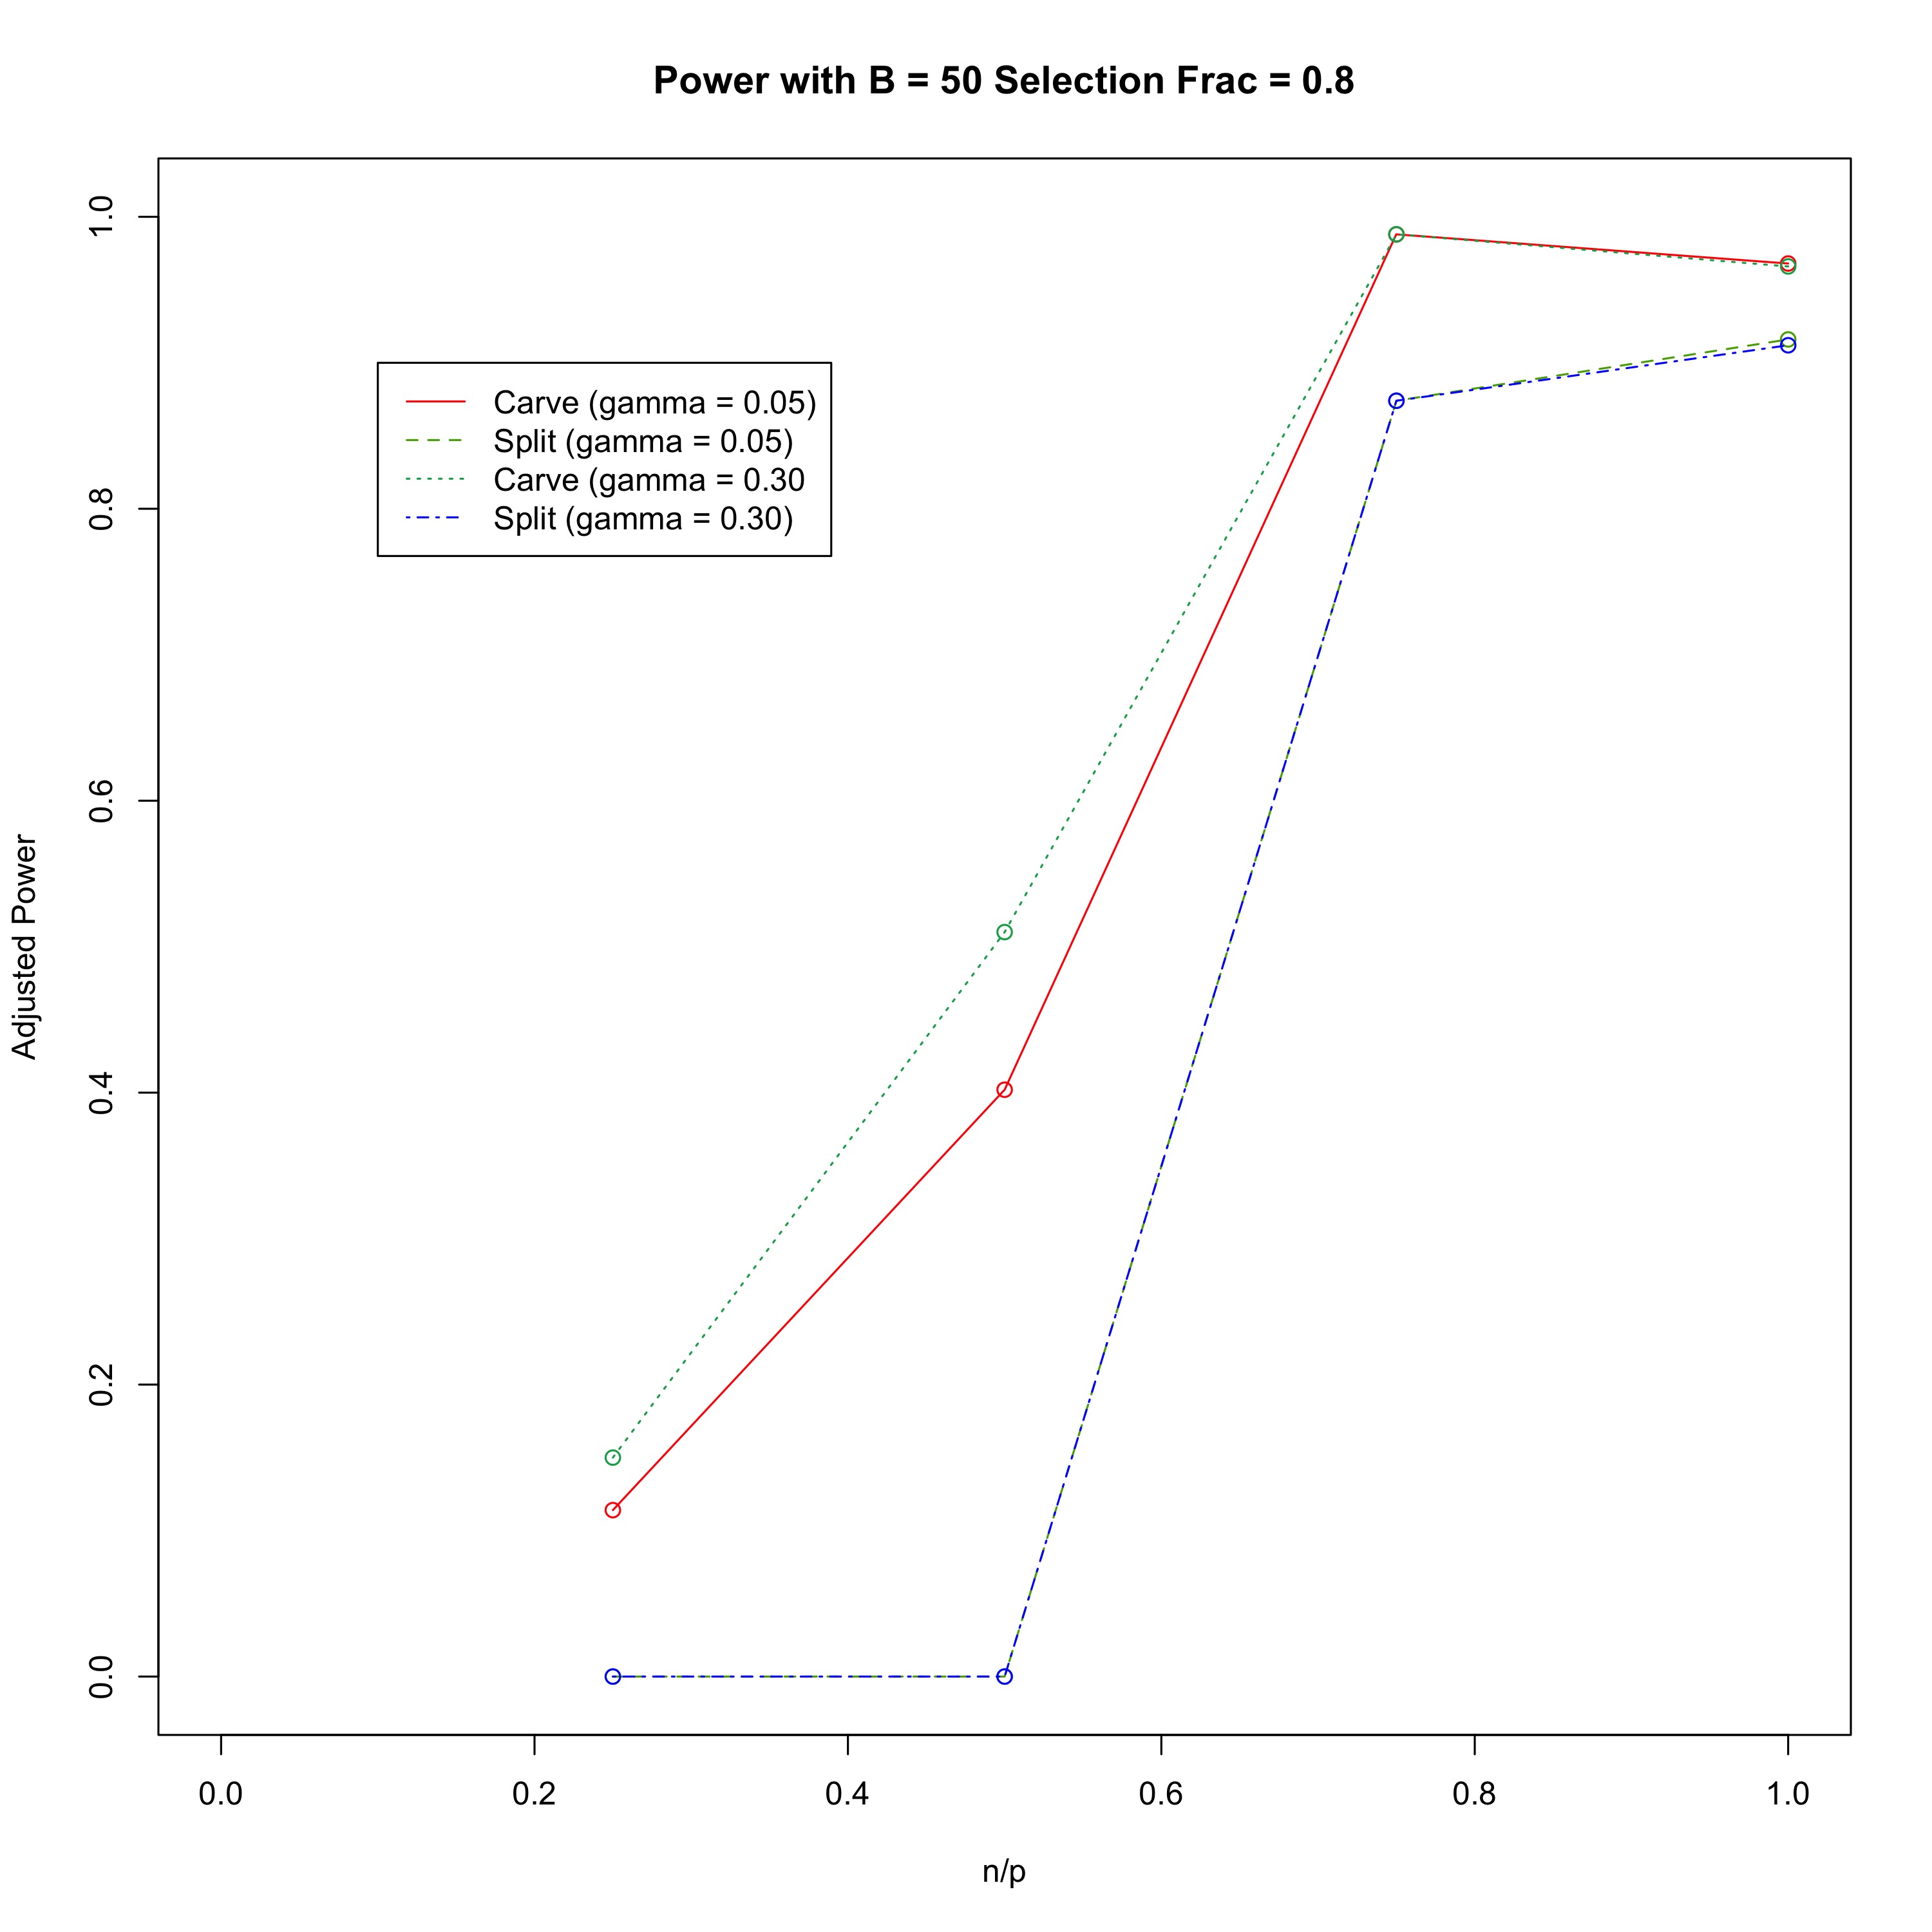 Power with B = 50 Selection Frac = 0.8
1.0
0.8
0.6
0.4
0.2
0.0
Adjusted Power
Carve (gamma = 0.05)
Split (gamma = 0.05)
Carve (gamma = 0.30
Split (gamma = 0.30)
0.0 0.2 0.4 0.6 0.8 1.0
n/p